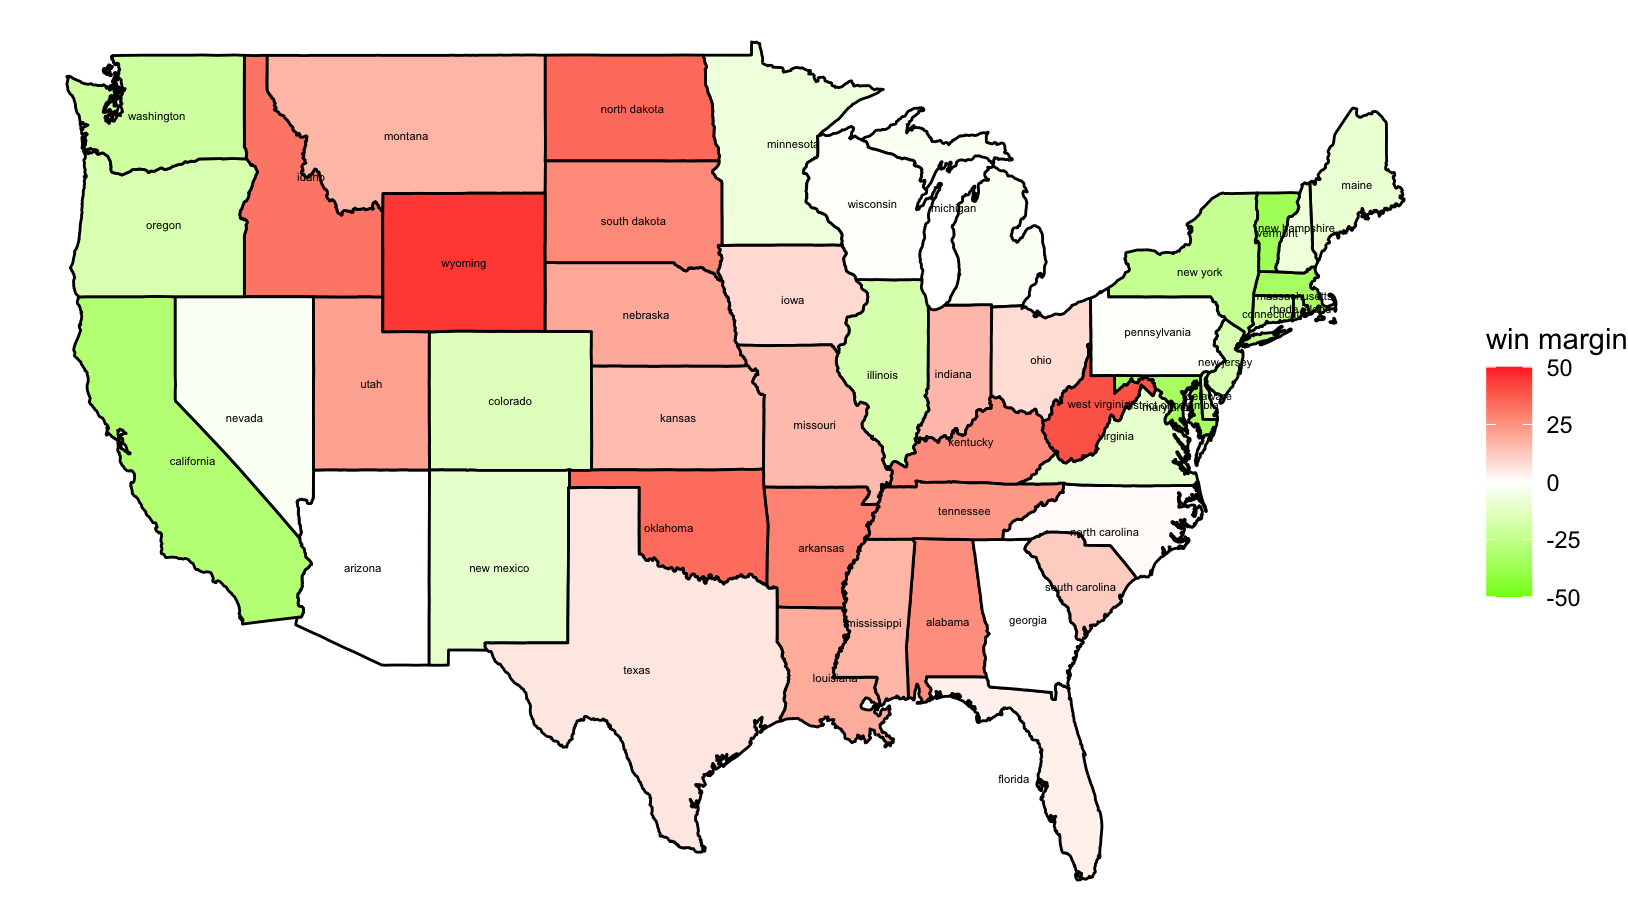 washington
montana
north dakota
minnesota
idaho
maine
oregon
south dakota
wisconsin
michigan
new hampshire
vermont
wyoming
new york
iowa
nebraska
massachusetts
rhode island
connecticut
pennsylvania
new jersey
ohio
utah
illinois
indiana
colorado
west virginia
district of columbia
delaware
maryland
nevada
kansas
missouri
virginia
kentucky
california
tennessee
oklahoma
north carolina
arkansas
arizona
new mexico
south carolina
mississippi
alabama
georgia
texas
louisiana
florida
win margin
50
25
0
-25
-50